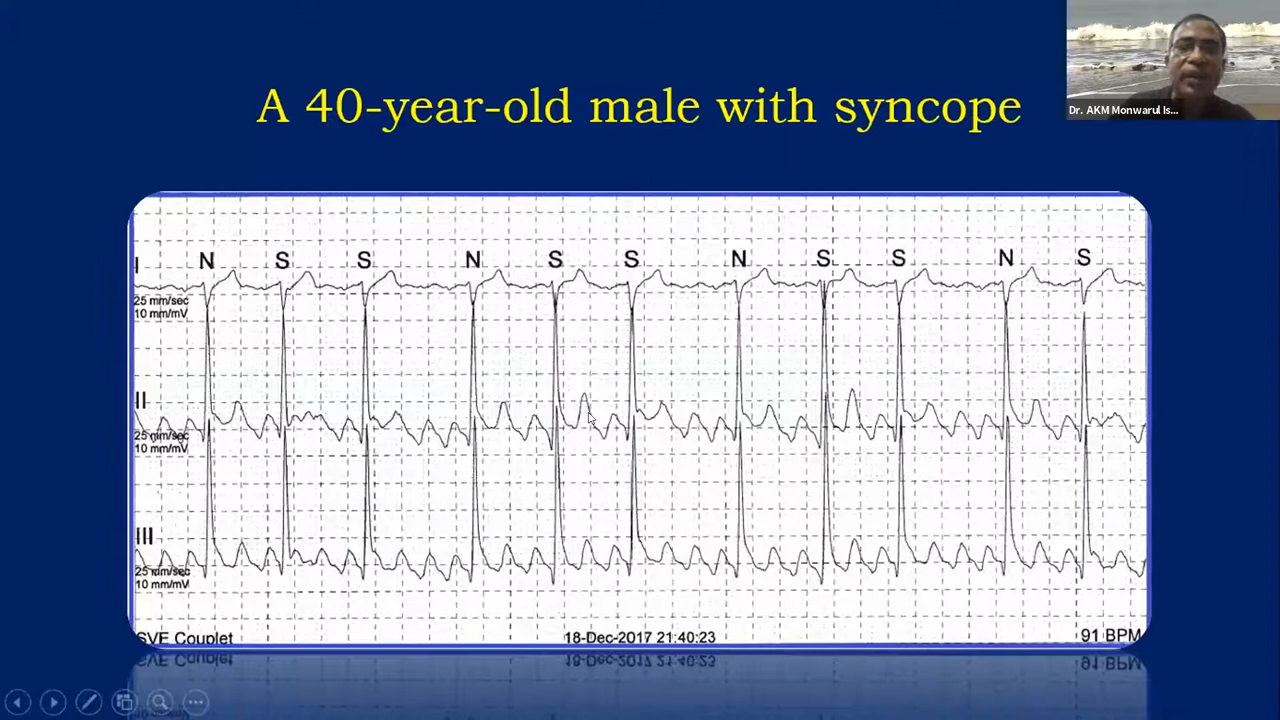 A 40-year-old male with syncope
Dr. AKM Monwarul Is...
I N S S N S S N S S N S
25 mm/sec
10 mm/mV
II
25 mm/sec
10 mm/mV
III
25 mm/sec
10 mm/mV
SVE Couplet 18-Dec-2017 21:40:23 91 BPM